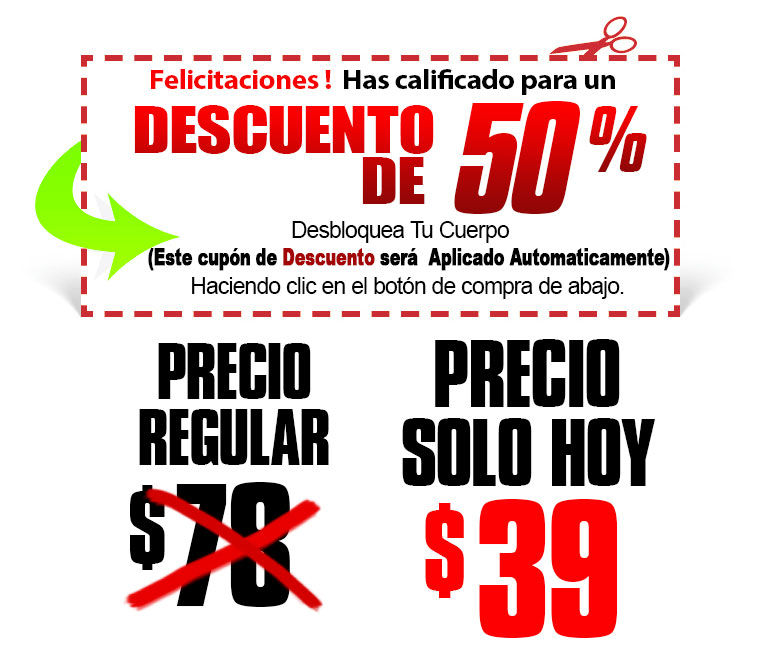 Felicitaciones ! Has calificado para un
DESCUENTO
DE 50 %
Desbloquea Tu Cuerpo
(Este cupón de Descuento será Aplicado Automaticamente)
Haciendo clic en el botón de compra de abajo.
PRECIO
REGULAR
$78
PRECIO
SOLO HOY
$39